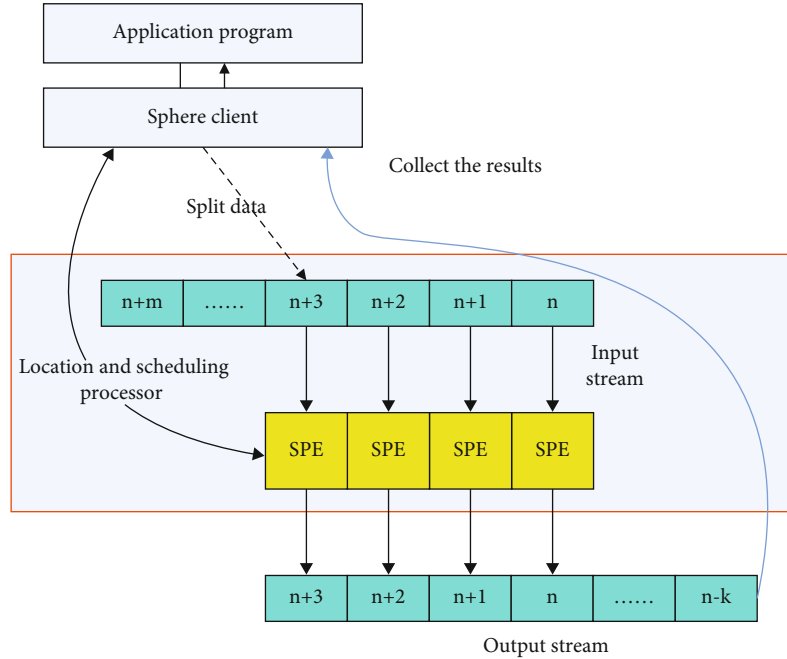 Application program
Sphere client
Collect the results
Split data
n+m ...... n+3 n+2 n+1 n
Input
stream
Location and scheduling
processor
SPE SPE SPE SPE
n+3 n+2 n+1 n ...... n-k
Output stream